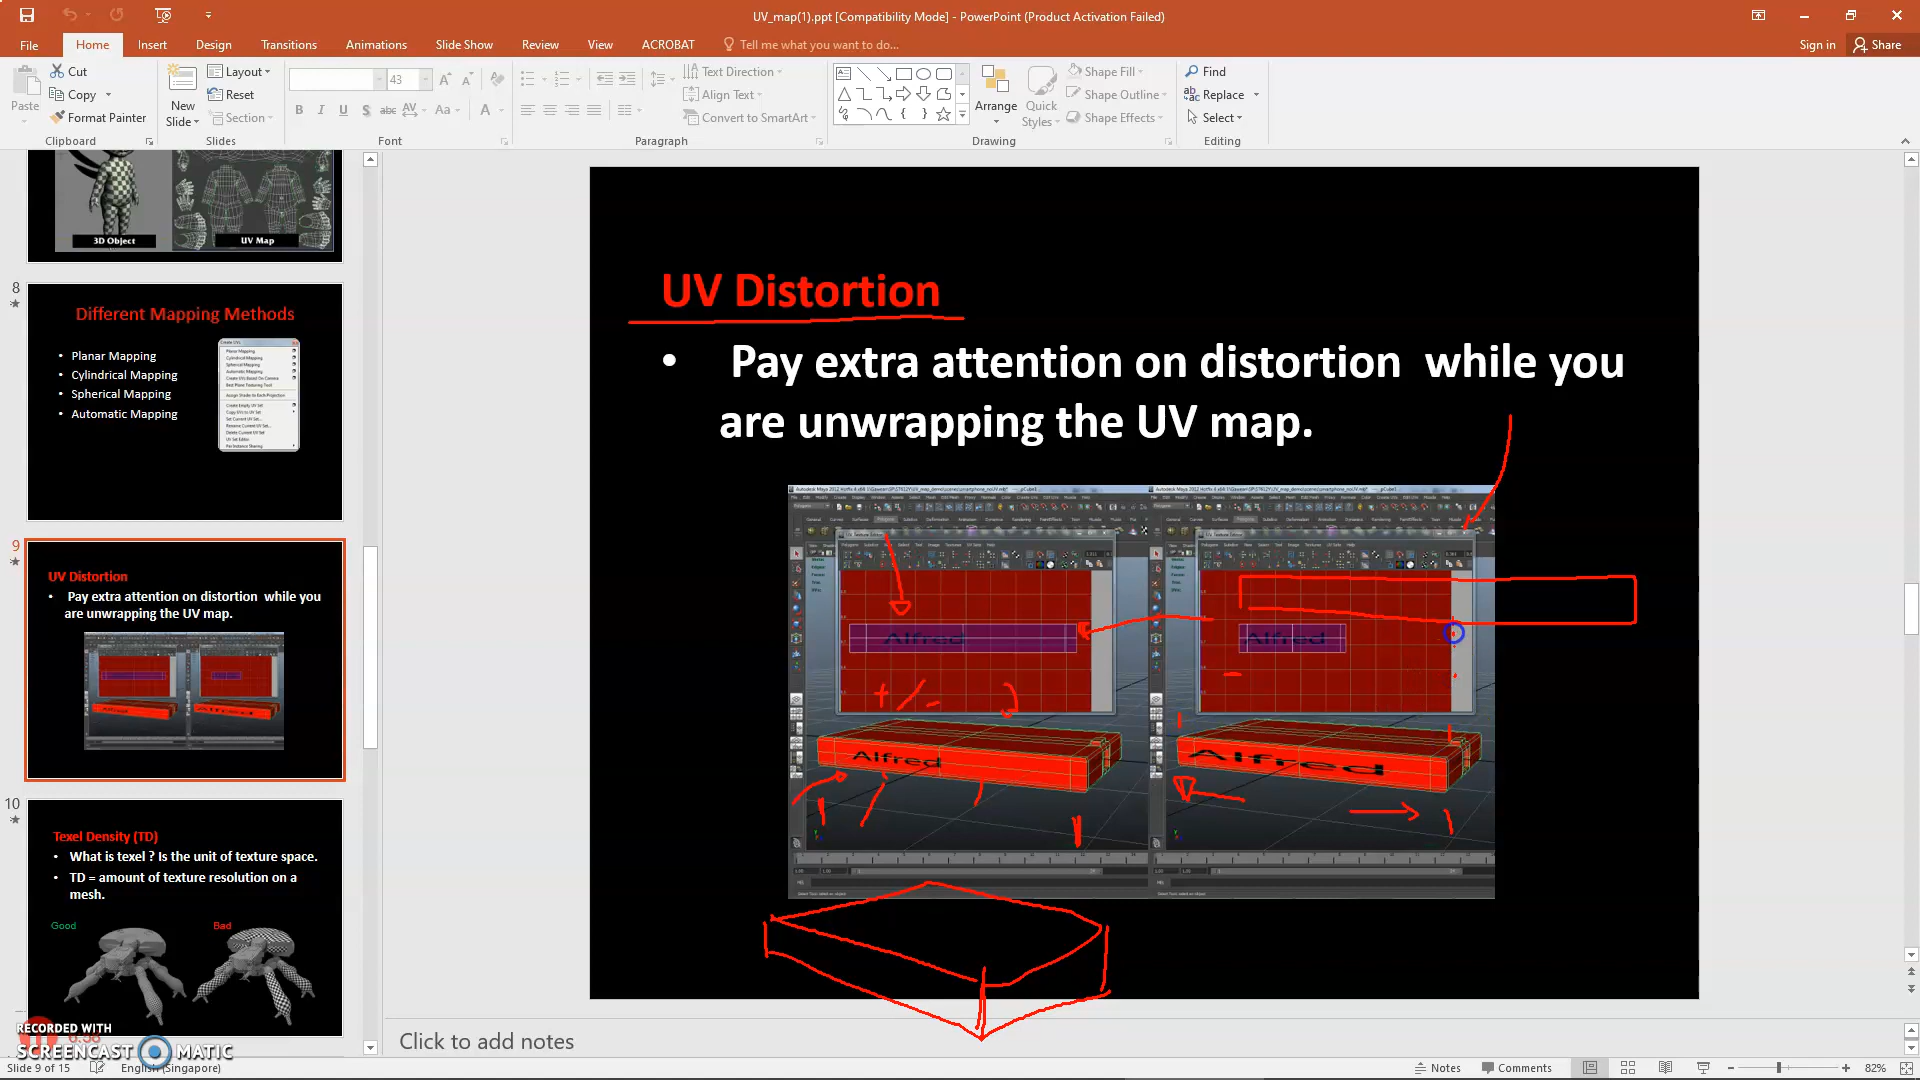 UV_map(1).ppt [Compatibility Mode] - PowerPoint (Product Activation Failed)
File Home Insert Design Transitions Animations Slide Show Review View ACROBAT Tell me what you want to do... Sign in Share
Cut
Copy
Format Painter
Paste
Clipboard
New Slide
Layout
Reset
Section
Slides
43
Font
Text Direction
Align Text
Convert to SmartArt
Paragraph
Arrange
Quick Styles
Shape Fill
Shape Outline
Shape Effects
Drawing
Find
Replace
Select
Editing
3D Object UV Map
8
Different Mapping Methods
• Planar Mapping
• Cylindrical Mapping
• Spherical Mapping
• Automatic Mapping
9
UV Distortion
• Pay extra attention on distortion while you
are unwrapping the UV map.
10
Texel Density (TD)
• What is texel ? Is the unit of texture space.
• TD = amount of texture resolution on a
mesh.
Good Bad
UV Distortion
• Pay extra attention on distortion while you
are unwrapping the UV map.
Alfred
Alfred
Alfred
Alfred
Click to add notes
RECORDED WITH
SCREENCAST MATIC
Slide 9 of 15 English (Singapore) Notes Comments 82%